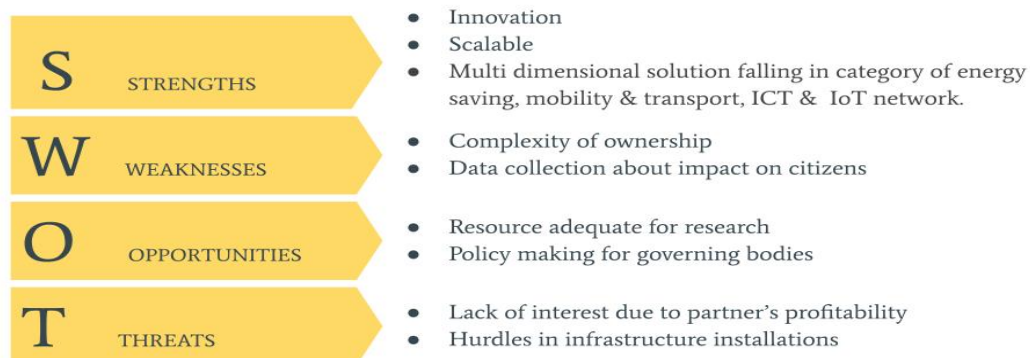 S STRENGTHS
• Innovation
• Scalable
• Multi dimensional solution falling in category of energy
saving, mobility & transport, ICT & IoT network.
W WEAKNESSES
• Complexity of ownership
• Data collection about impact on citizens
O OPPORTUNITIES
• Resource adequate for research
• Policy making for governing bodies
T THREATS
• Lack of interest due to partner’s profitability
• Hurdles in infrastructure installations